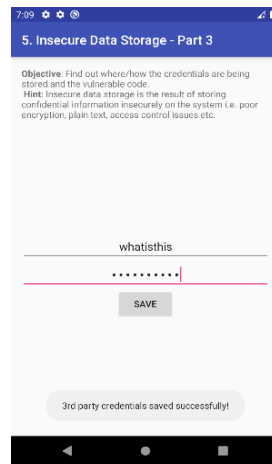 7:09
5. Insecure Data Storage - Part 3
Objective: Find out where/how the credentials are being
stored and the vulnerable code.
Hint: Insecure data storage is the result of storing
confidential information insecurely on the system i.e. poor
encryption, plain text, access control issues etc.
whatisthis
••••••••••
SAVE
3rd party credentials saved successfully!